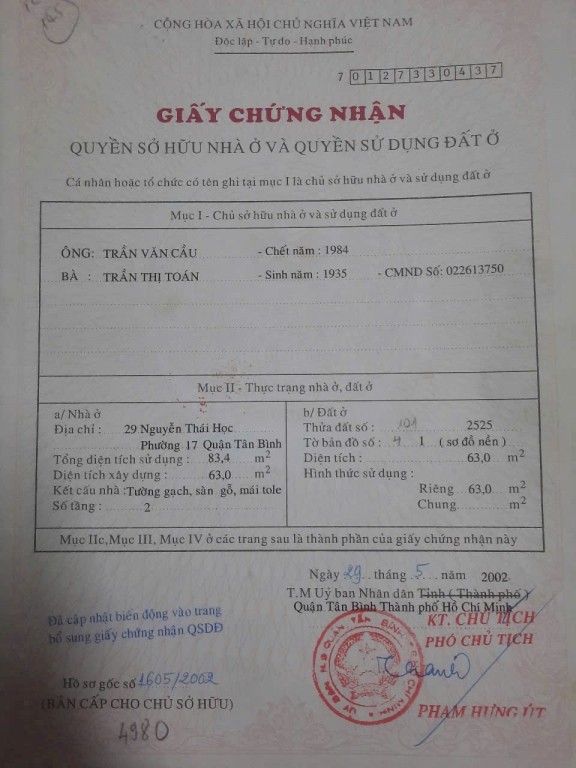 CỘNG HÒA XÃ HỘI CHỦ NGHĨA VIỆT NAM
Độc lập - Tự do - Hạnh phúc
7 0127330437
GIẤY CHỨNG NHẬN
QUYỀN SỞ HỮU NHÀ Ở VÀ QUYỀN SỬ DỤNG ĐẤT Ở
Cá nhân hoặc tổ chức có tên ghi tại mục I là chủ sở hữu nhà ở và sử dụng đất ở
Mục I - Chủ sở hữu nhà ở và sử dụng đất ở
ÔNG: TRẦN VĂN CẨU - Chết năm : 1984
BÀ : TRẦN THỊ TOÁN - Sinh năm : 1935 - CMND Số: 022613750
Mục II - Thực trạng nhà ở, đất ở
a/ Nhà ở
Địa chỉ : 29 Nguyễn Thái Học
Phường 17 Quận Tân Bình
Tổng diện tích sử dụng : 83,4 m2
Diện tích xây dựng : 63,0 m2
Kết cấu nhà : Tường gạch, sàn gỗ, mái tole
Số tầng : 2
b/ Đất ở
Thửa đất số : 101 2525
Tờ bản đồ số : 4 1 ( sơ đồ nền )
Diện tích : 63,0 m2
Hình thức sử dụng :
Riêng 63,0 m2
Chung m2
Mục IIc, Mục III, Mục IV ở các trang sau là thành phần của giấy chứng nhận này
Ngày 29 tháng 5 năm 2002
T.M Uỷ ban Nhân dân Tỉnh ( Thành phố )
Quận Tân Bình Thành phố Hồ Chí Minh
KT. CHỦ TỊCH
PHÓ CHỦ TỊCH
PHẠM HÙNG ÚT
Đã cập nhật biến động vào trang
bổ sung giấy chứng nhận QSDĐ
Hồ sơ gốc số 1605/2002
(BẢN CẤP CHO CHỦ SỞ HỮU)
4980